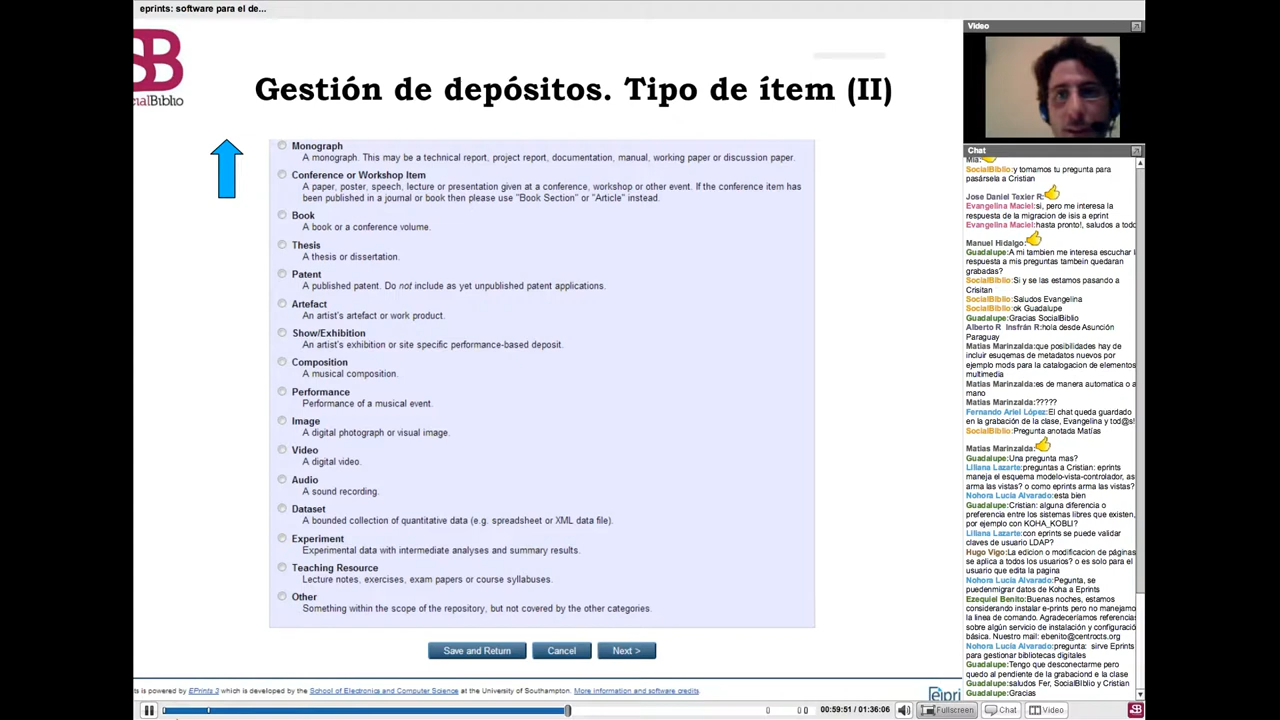 eprints: software para el de...
SB
ialBiblio
Gestión de depósitos. Tipo de ítem (II)
Monograph
A monograph. This may be a technical report, project report, documentation, manual, working paper or discussion paper.
Conference or Workshop Item
A paper, poster, speech, lecture or presentation given at a conference, workshop or other event. If the conference item has
been published in a journal or book then please use "Book Section" or "Article" instead.
Book
A book or a conference volume.
Thesis
A thesis or dissertation.
Patent
A published patent. Do not include as yet unpublished patent applications.
Artefact
An artist's artefact or work product.
Show/Exhibition
An artist's exhibition or site specific performance-based deposit.
Composition
A musical composition.
Performance
Performance of a musical event.
Image
A digital photograph or visual image.
Video
A digital video.
Audio
A sound recording.
Dataset
A bounded collection of quantitative data (e.g. spreadsheet or XML data file).
Experiment
Experimental data with intermediate analyses and summary results.
Teaching Resource
Lecture notes, exercises, exam papers or course syllabuses.
Other
Something within the scope of the repository, but not covered by the other categories.
Save and Return
Cancel
Next >
ts is powered by EPrints 3 which is developed by the School of Electronics and Computer Science at the University of Southampton. More information and software credits.
eipri
Video
Chat
Mia:
SocialBiblio:y tomamos tu pregunta para
pasársela a Cristian
Jose Daniel Texier R:
Evangelina Maciel:si, pero me interesa la
respuesta de la migracion de isis a eprint
Evangelina Maciel:hasta pronto!, saludos a todo
Manuel Hidalgo:
Guadalupe:A mi tambien me interesa escuchar l
respuesta a mis preguntas tambein quedaran
grabadas?
SocialBiblio:Si y se las estamos pasando a
Crisitan
SocialBiblio:Saludos Evangelina
SocialBiblio:ok Guadalupe
Guadalupe:Gracias SocialBiblio
Alberto R Insfrán R:hola desde Asunción
Paraguay
Matias Marinzalda:que posibilidades hay de
incluir esuqemas de metadatos nuevos por
ejemplo mods para la catalogacion de elementos
multimedia
Matias Marinzalda:es de manera automatica o a
mano
Matias Marinzalda:?????
Fernando Ariel López:El chat queda guardado
en la grabación de la clase, Evangelina y tod@s!
SocialBiblio:Pregunta anotada Matías
Matias Marinzalda:
Guadalupe:Una pregunta mas?
Liliana Lazarte:preguntas a Cristian: eprints
maneja el esquema modelo-vista-controlador, as
arma las vistas? o como eprints arma las vistas?
Nohora Lucia Alvarado:esta bien
Guadalupe:Cristian: alguna diferencia o
preferencia entre los sistemas libres que existen,
por ejemplo con KOHA_KOBLI?
Liliana Lazarte:con eprints se puede validar
claves de usuario LDAP?
Hugo Vigo:La edicion o modificacion de páginas
se aplica a todos los usuarios? o es solo para el
usuario que edita la pagina
Nohora Lucia Alvarado:Pegunta, se
puedenmigrar datos de Koha a Eprints
Ezequiel Benito:Buenas noches, estamos
considerando instalar e-prints pero no manejamo
la linea de comando. Agradeceríamos referencias
sobre algún servicio de instalación y configuració
básica. Nuestro mail: ebenito@centrocts.org
Nohora Lucia Alvarado:pregunta: sirve Eprints
para gestionar bibliotecas digitales
Guadalupe:Tengo que desconectarme pero
quedo al pendiente de la grabaciond e la clase
Guadalupe:saludos Fer, SocialBIblio y Cristian
Guadalupe:Gracias
00:59:51 / 01:36:06
Fullscreen
Chat
Video
SB